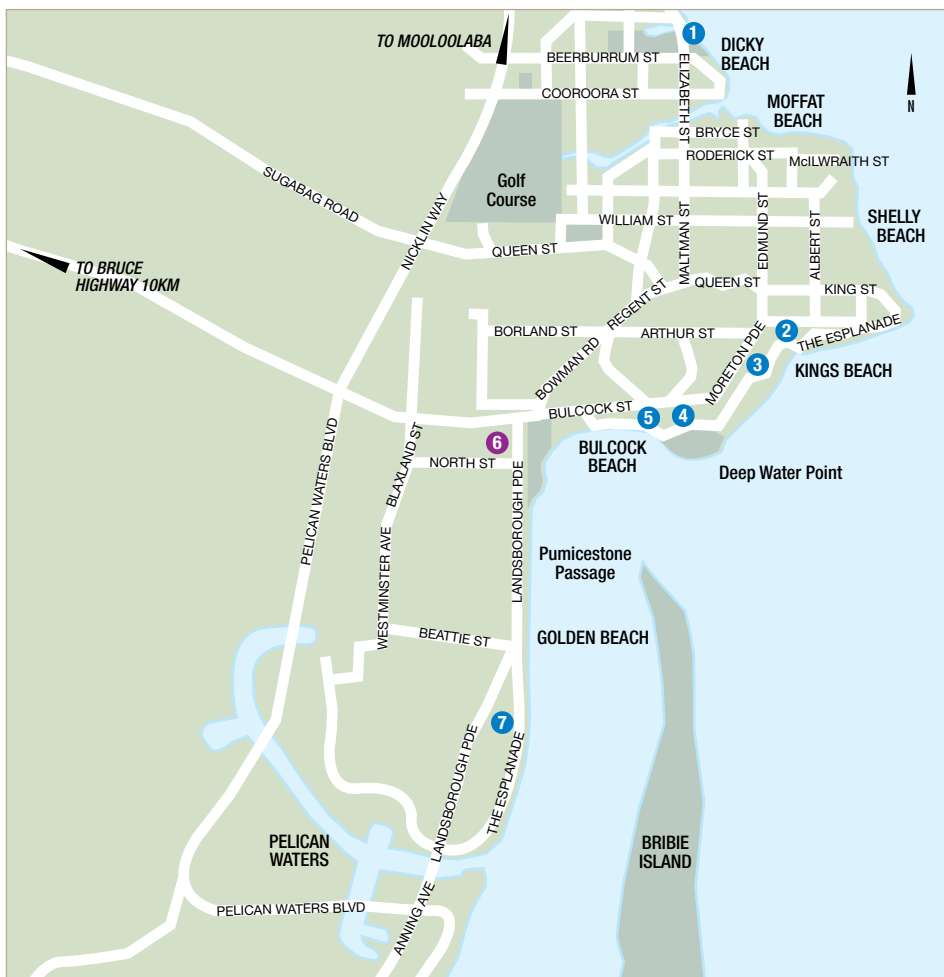 TO MOOLOOLABA
1
DICKY
BEACH
BEERBURRUM ST
ELIZABETH ST
COOROORA ST
N
MOFFAT
BEACH
BRYCE ST
RODERICK ST
McILWRAITH ST
SUGABAG ROAD
Golf
Course
NICKLIN WAY
WILLIAM ST
MALTMAN ST
EDMUND ST
ALBERT ST
SHELLY
BEACH
QUEEN ST
TO BRUCE
HIGHWAY 10KM
QUEEN ST
KING ST
REGENT ST
BORLAND ST
ARTHUR ST
2
THE ESPLANADE
MORETON PDE
3
KINGS BEACH
BOWMAN RD
BULCOCK ST
5
4
6
BULCOCK
BEACH
Deep Water Point
NORTH ST
BLAXLAND ST
PELICAN WATERS BLVD
LANDSBOROUGH PDE
Pumicestone
Passage
WESTMINSTER AVE
BEATTIE ST
GOLDEN BEACH
7
LANDSBOROUGH PDE
THE ESPLANADE
PELICAN
WATERS
BRIBIE
ISLAND
PELICAN WATERS BLVD
ANNING AVE